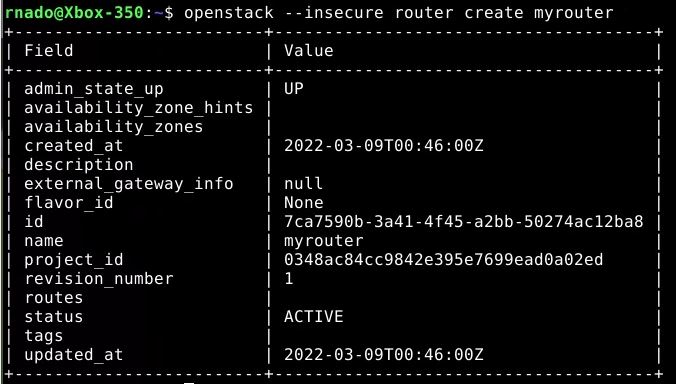 rnado@Xbox-350:~$ openstack --insecure router create myrouter
+-------------------------+--------------------------------------+
| Field                   | Value                                |
+-------------------------+--------------------------------------+
| admin_state_up          | UP                                   |
| availability_zone_hints |                                      |
| availability_zones      |                                      |
| created_at              | 2022-03-09T00:46:00Z                 |
| description             |                                      |
| external_gateway_info   | null                                 |
| flavor_id               | None                                 |
| id                      | 7ca7590b-3a41-4f45-a2bb-50274ac12ba8 |
| name                    | myrouter                             |
| project_id              | 0348ac84cc9842e395e7699ead0a02ed     |
| revision_number         | 1                                    |
| routes                  |                                      |
| status                  | ACTIVE                               |
| tags                    |                                      |
| updated_at              | 2022-03-09T00:46:00Z                 |
+-------------------------+--------------------------------------+